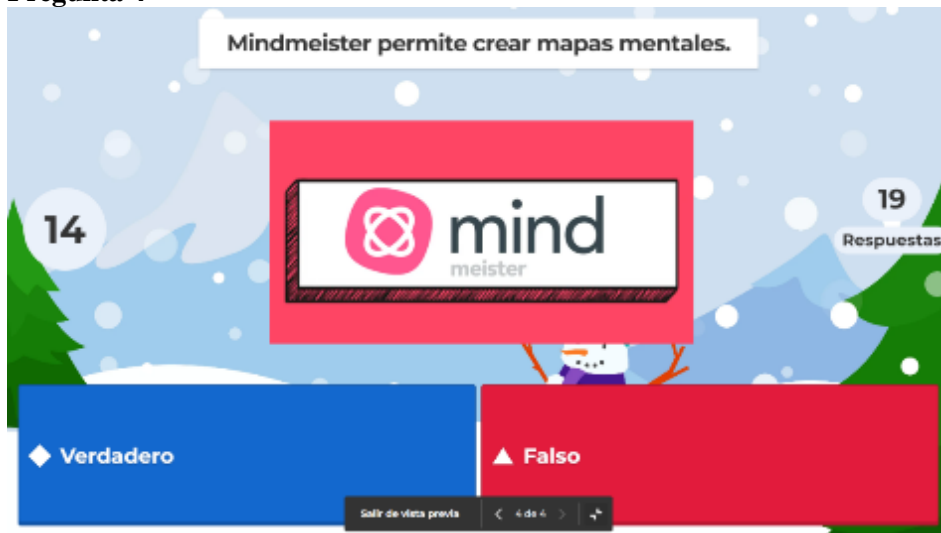 Mindmeister permite crear mapas mentales.
14
19
Respuestas
mind
meister
Verdadero
Falso
Salir de vista previa
4 de 4